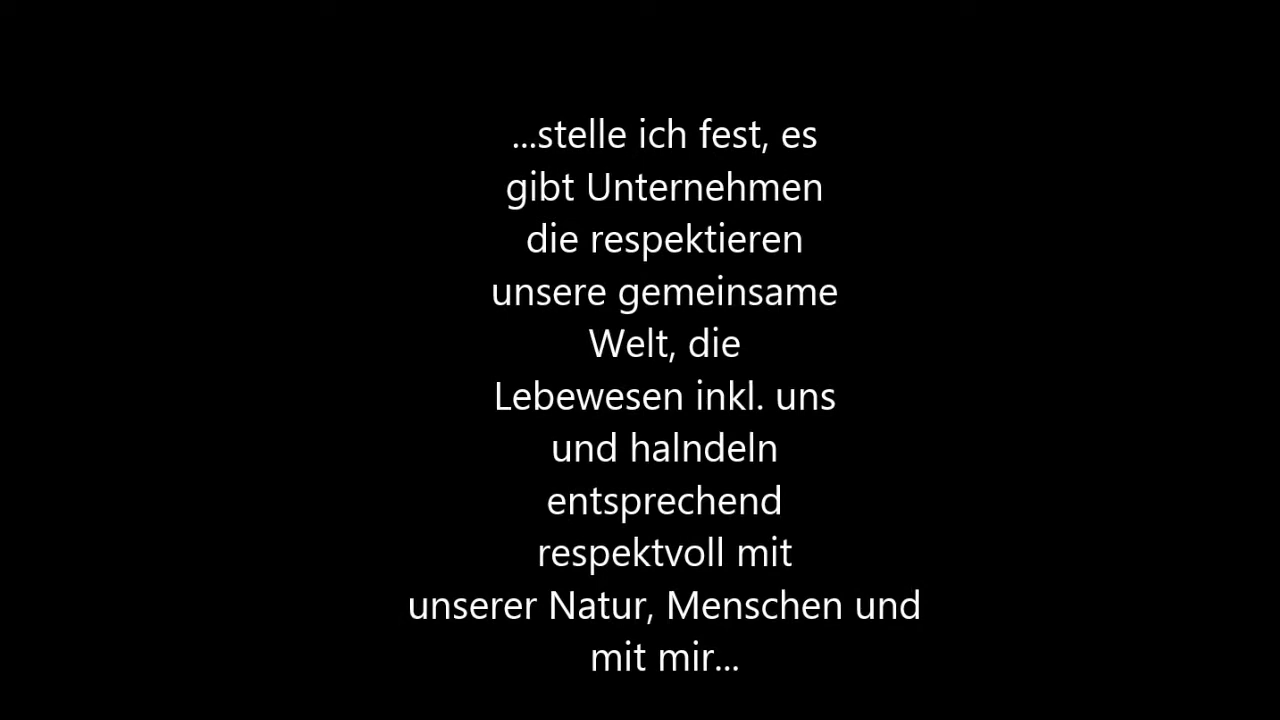 ...stelle ich fest, es
gibt Unternehmen
die respektieren
unsere gemeinsame
Welt, die
Lebewesen inkl. uns
und halndeln
entsprechend
respektvoll mit
unserer Natur, Menschen und
mit mir...